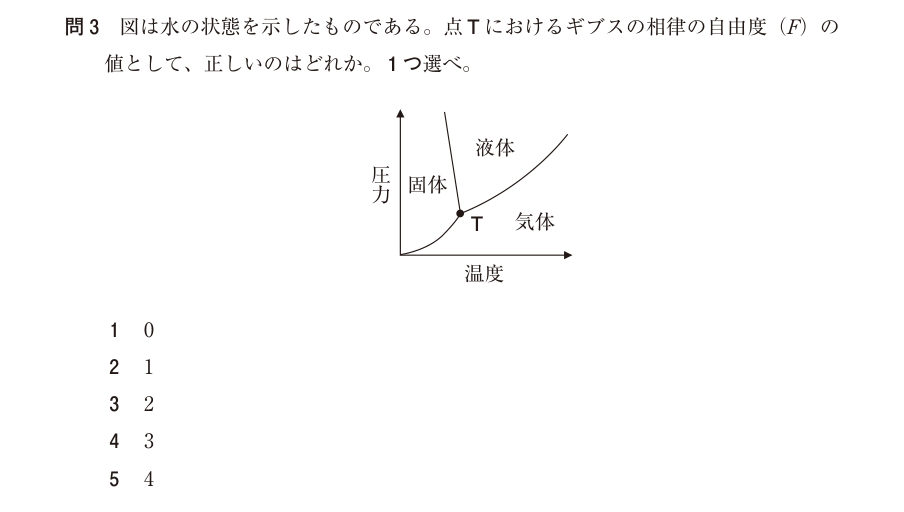 問3 図は水の状態を示したものである。点Tにおけるギブスの相律の自由度（F）の
値として、正しいのはどれか。1つ選べ。
圧力
固体
液体
T
気体
温度
1 0
2 1
3 2
4 3
5 4